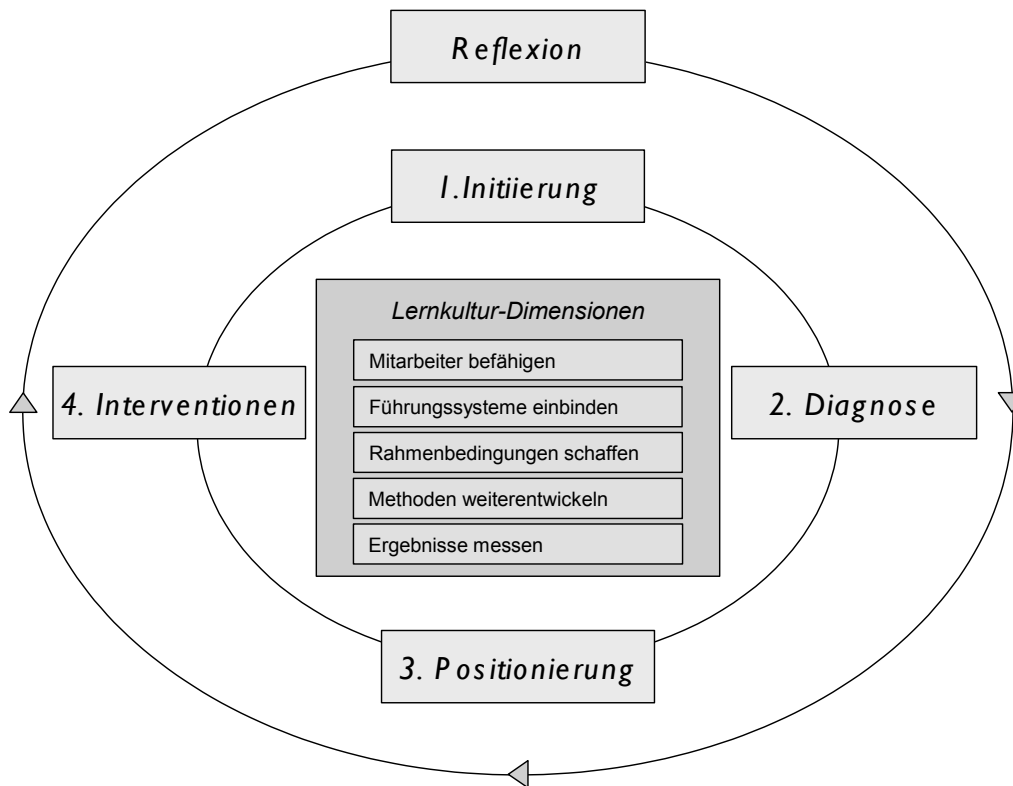 Reflexion
1.Initiierung
Lernkultur-Dimensionen
Mitarbeiter befähigen
4. Interventionen
Führungssysteme einbinden
2. Diagnose
Rahmenbedingungen schaffen
Methoden weiterentwickeln
Ergebnisse messen
3. Positionierung